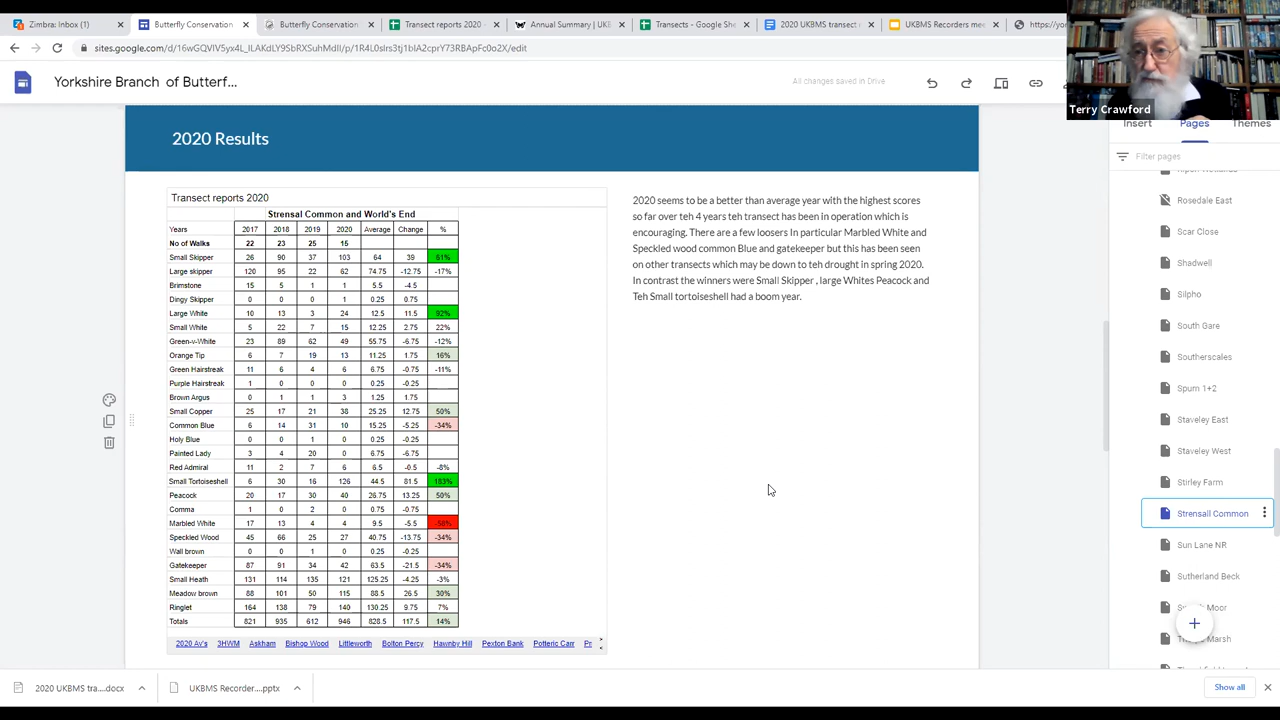 Zimbra: Inbox (1)
Butterfly Conservation
Butterfly Conservation
Transect reports 2020
Annual Summary | UKB
Transects - Google She
2020 UKBMS transect r
UKBMS Recorders mee
https://yor
sites.google.com/d/
/edit
Yorkshire Branch of Butterf...
All changes saved in Drive
Terry Crawford
Insert Pages Themes
Filter pages
2020 Results
Transect reports 2020
Strensal Common and World's End
Years 2017 2018 2019 2020 Average Change %
No of Walks 22 23 25 15
Small Skipper 26 90 37 103 64 39 61%
Large skipper 120 95 22 62 74.75 -12.75 -17%
Brimstone 15 5 1 1 5.5 -4.5
Dingy Skipper 0 0 0 1 0.25 0.75
Large White 10 13 3 24 12.5 11.5 92%
Small White 5 22 7 15 12.25 2.75 22%
Green-v-White 23 89 62 49 55.75 -6.75 -12%
Orange Tip 6 7 19 13 11.25 1.75 16%
Green Hairstreak 11 6 4 6 6.75 -0.75 -11%
Purple Hairstreak 1 0 0 0 0.25 -0.25
Brown Argus 0 1 1 3 1.25 1.75
Small Copper 25 17 21 38 25.25 12.75 50%
Common Blue 6 14 31 10 15.25 -5.25 -34%
Holy Blue 0 0 1 0 0.25 -0.25
Painted Lady 3 4 20 0 6.75 -6.75
Red Admiral 11 2 7 6 6.5 -0.5 -8%
Small Tortoiseshell 6 30 16 126 44.5 81.5 183%
Peacock 20 17 30 40 26.75 13.25 50%
Comma 1 0 2 0 0.75 -0.75
Marbled White 17 13 4 4 9.5 -5.5 -58%
Speckled Wood 45 66 25 27 40.75 -13.75 -34%
Wall brown 0 0 1 0 0.25 -0.25
Gatekeeper 87 91 34 42 63.5 -21.5 -34%
Small Heath 131 114 135 121 125.25 -4.25 -3%
Meadow brown 88 101 50 115 88.5 26.5 30%
Ringlet 164 138 79 140 130.25 9.75 7%
Totals 821 935 612 946 828.5 117.5 14%
2020 Av's 3HWM Askham Bishop Wood Littleworth Bolton Percy Hawnby Hill Pexton Bank Potteric Carr
2020 seems to be a better than average year with the highest scores
so far over teh 4 years teh transect has been in operation which is
encouraging. There are a few loosers In particular Marbled White and
Speckled wood common Blue and gatekeeper but this has been seen
on other transects which may be down to teh drought in spring 2020.
In contrast the winners were Small Skipper , large Whites Peacock and
Teh Small tortoiseshell had a boom year.
Rosedale East
Scar Close
Shadwell
Silpho
South Gare
Southerscales
Spurn 1+2
Staveley East
Staveley West
Stirley Farm
Strensall Common
Sun Lane NR
Sutherland Beck
Moor
Marsh
2020 UKBMS tra....docx
UKBMS Recorder....pptx
Show all